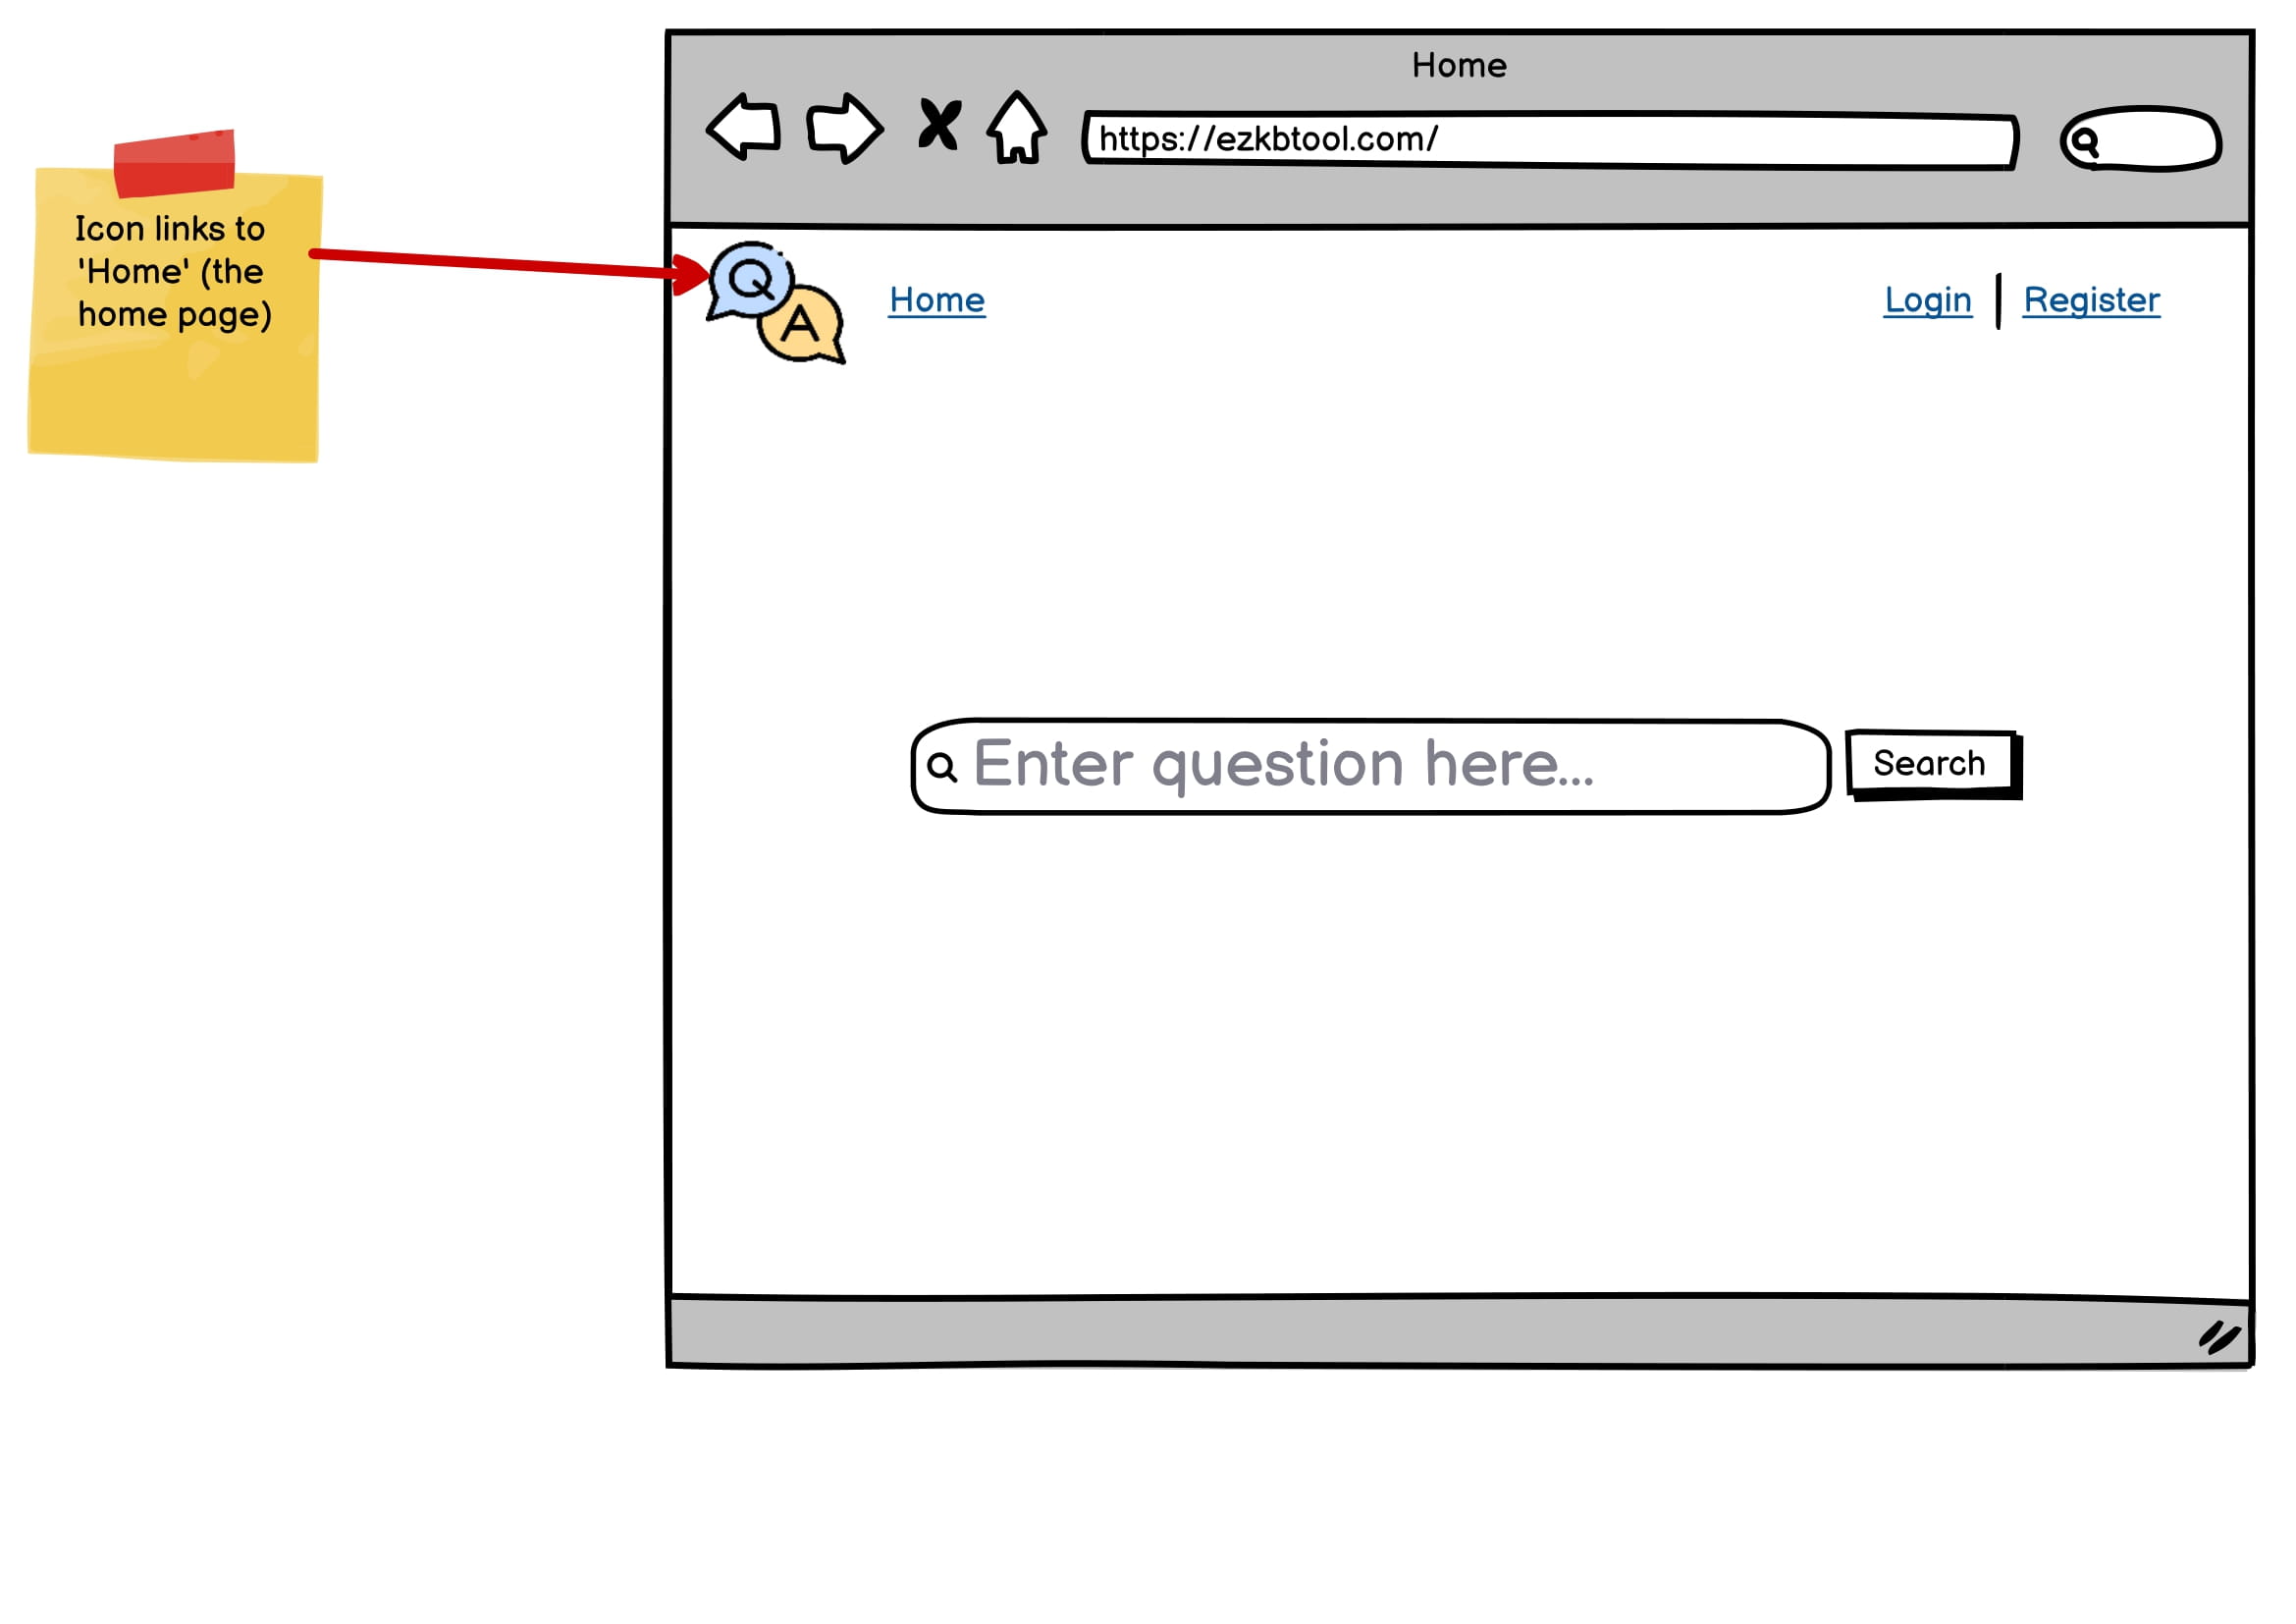 Home
https://ezkbtool.com/
Icon links to
'Home' (the
home page)
Q
A
Home
Login
Register
Enter question here...
Search